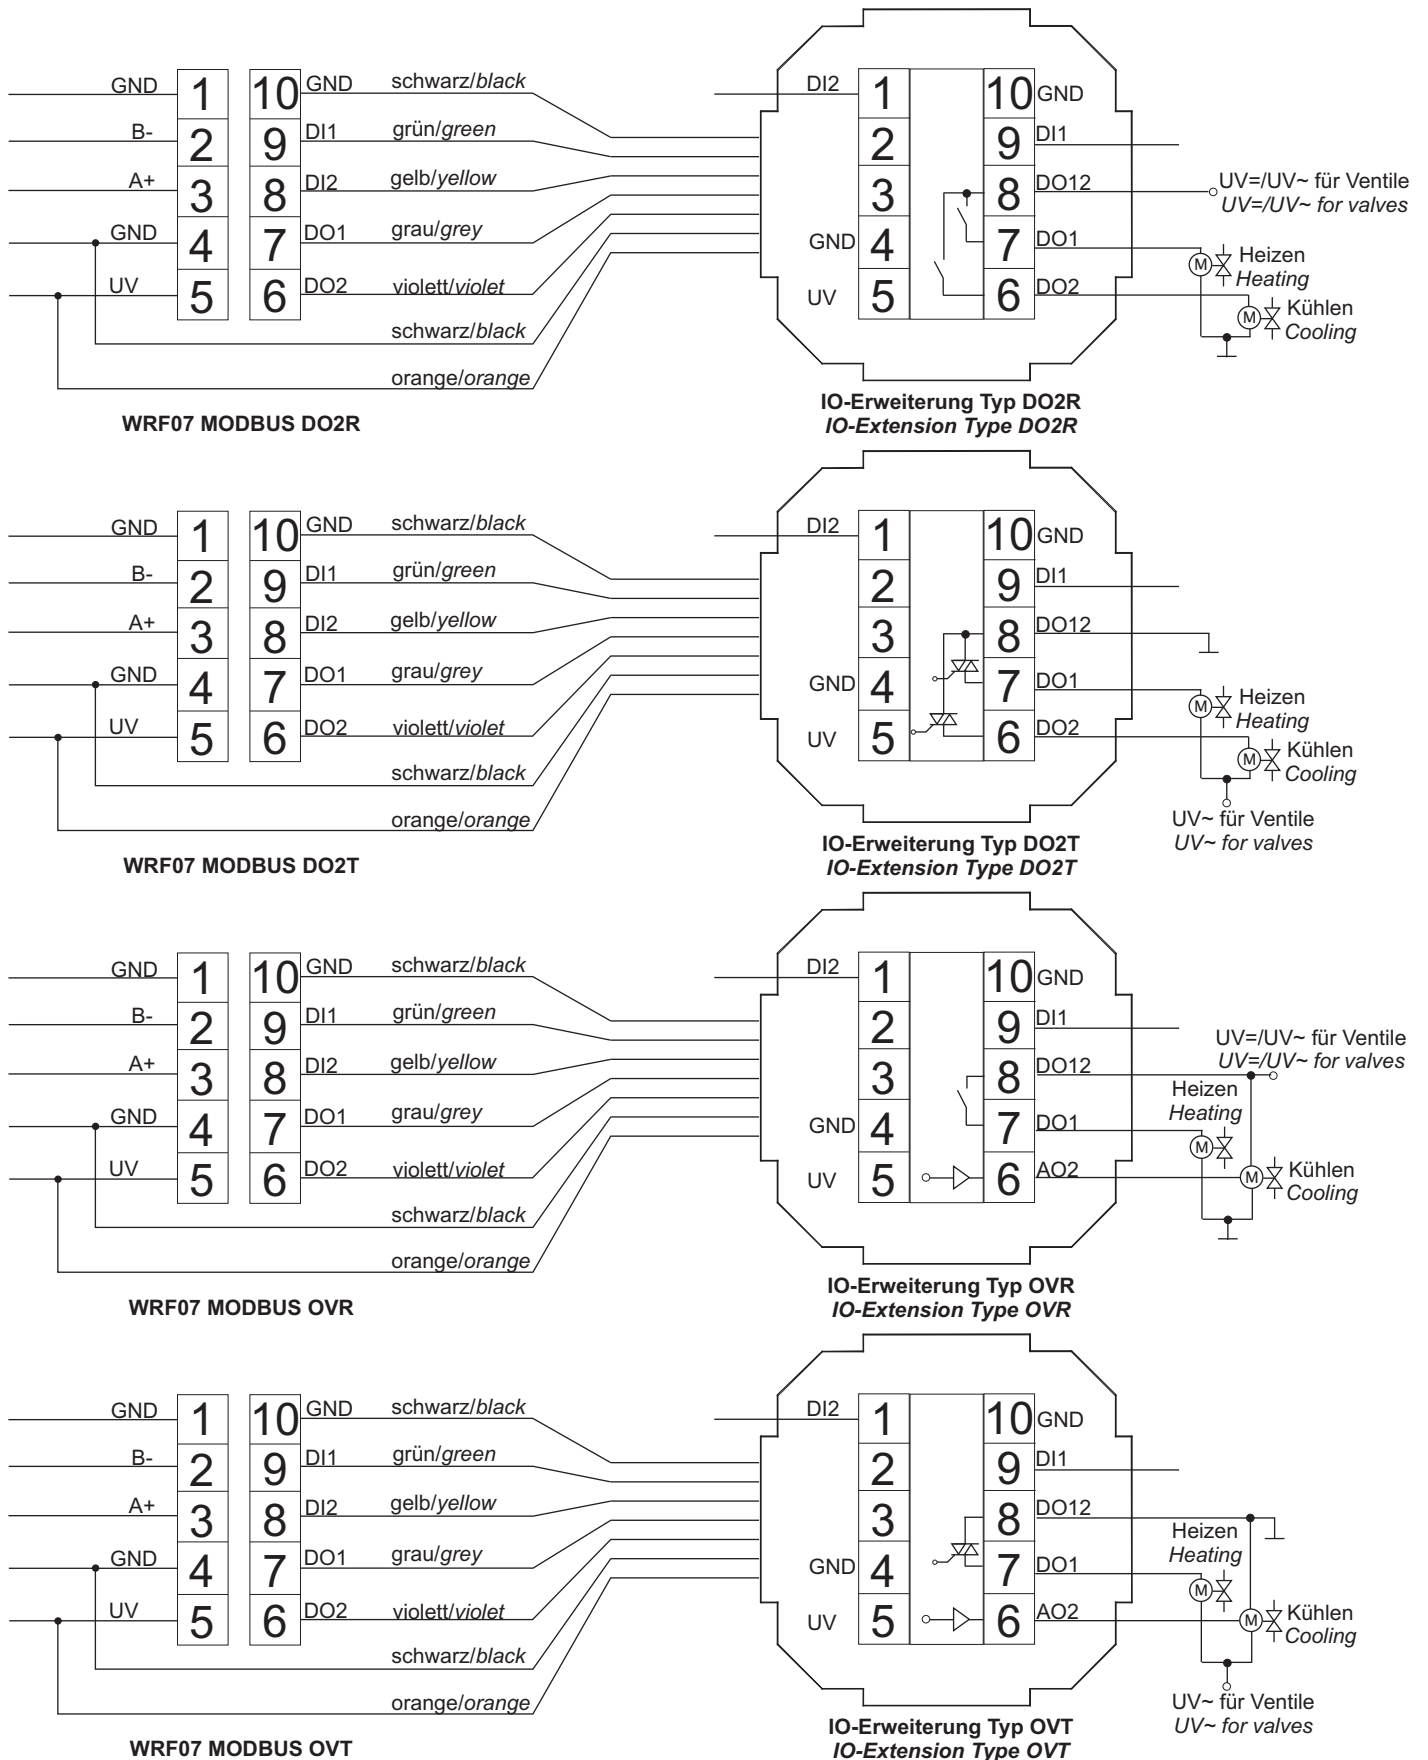 GND 1 10 GND schwarz/black
B- 2 9 DI1 grün/green
A+ 3 8 DI2 gelb/yellow
GND 4 7 DO1 grau/grey
UV 5 6 DO2 violett/violet
schwarz/black
orange/orange
WRF07 MODBUS DO2R
DI2 1 10 GND
2 9 DI1
3 8 DO12 UV=/UV~ für Ventile
UV=/UV~ for valves
GND 4 7 DO1 Heizen
Heating
UV 5 6 DO2 M Kühlen
M Cooling
IO-Erweiterung Typ DO2R
IO-Extension Type DO2R
GND 1 10 GND schwarz/black
B- 2 9 DI1 grün/green
A+ 3 8 DI2 gelb/yellow
GND 4 7 DO1 grau/grey
UV 5 6 DO2 violett/violet
schwarz/black
orange/orange
WRF07 MODBUS DO2T
DI2 1 10 GND
2 9 DI1
3 8 DO12
GND 4 7 DO1 M Heizen
Heating
UV 5 6 DO2 M Kühlen
Cooling
UV~ für Ventile
UV~ for valves
IO-Erweiterung Typ DO2T
IO-Extension Type DO2T
GND 1 10 GND schwarz/black
B- 2 9 DI1 grün/green
A+ 3 8 DI2 gelb/yellow
GND 4 7 DO1 grau/grey
UV 5 6 DO2 violett/violet
schwarz/black
orange/orange
WRF07 MODBUS OVR
DI2 1 10 GND
2 9 DI1 UV=/UV~ für Ventile
UV=/UV~ for valves
3 8 DO12 Heizen
Heating
GND 4 7 DO1 M
UV 5 6 AO2 M Kühlen
Cooling
IO-Erweiterung Typ OVR
IO-Extension Type OVR
GND 1 10 GND schwarz/black
B- 2 9 DI1 grün/green
A+ 3 8 DI2 gelb/yellow
GND 4 7 DO1 grau/grey
UV 5 6 DO2 violett/violet
schwarz/black
orange/orange
WRF07 MODBUS OVT
DI2 1 10 GND
2 9 DI1
3 8 DO12 Heizen
Heating
GND 4 7 DO1 M
UV 5 6 AO2 M Kühlen
Cooling
UV~ für Ventile
UV~ for valves
IO-Erweiterung Typ OVT
IO-Extension Type OVT